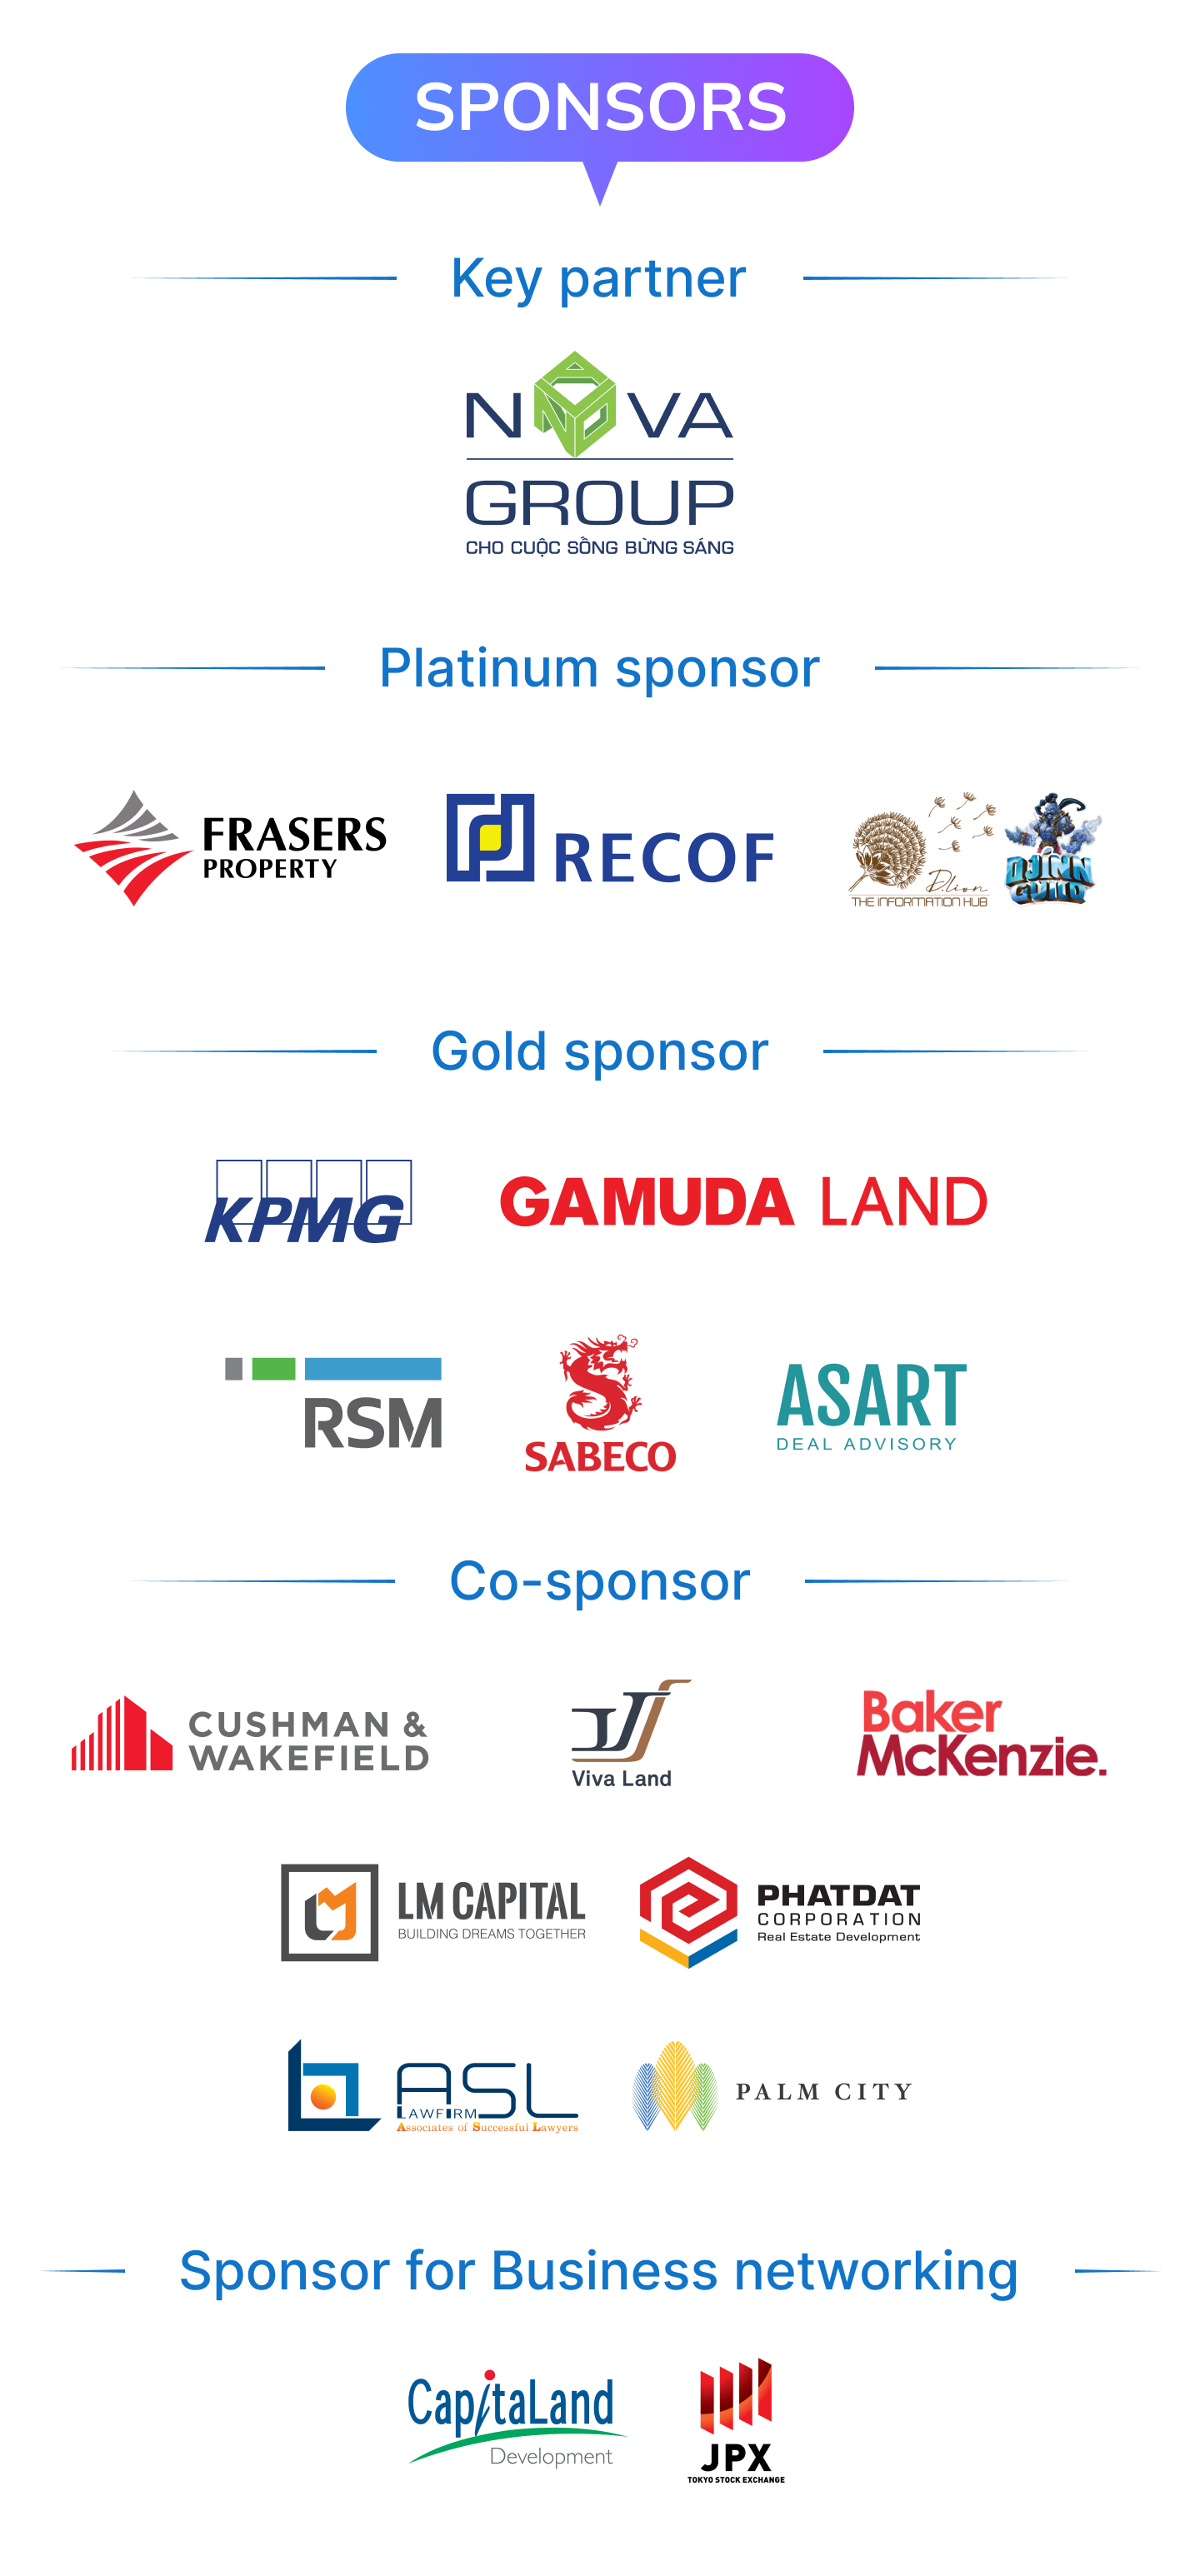 SPONSORS
Key partner
NOVA
GROUP
CHO CUỘC SỐNG BỪNG SÁNG
Platinum sponsor
FRASERS
PROPERTY
RECOF
D.lion
THE INFORMATION HUB
DJINN
GUILD
Gold sponsor
KPMG
GAMUDA LAND
RSM
SABECO
ASART
DEAL ADVISORY
Co-sponsor
CUSHMAN &
WAKEFIELD
Viva Land
Baker
McKenzie.
LM CAPITAL
BUILDING DREAMS TOGETHER
PHATDAT
CORPORATION
Real Estate Development
ASL
LAWFIRM
Associates of Successful Lawyers
PALM CITY
Sponsor for Business networking
CapitaLand
Development
JPX
TOKYO STOCK EXCHANGE